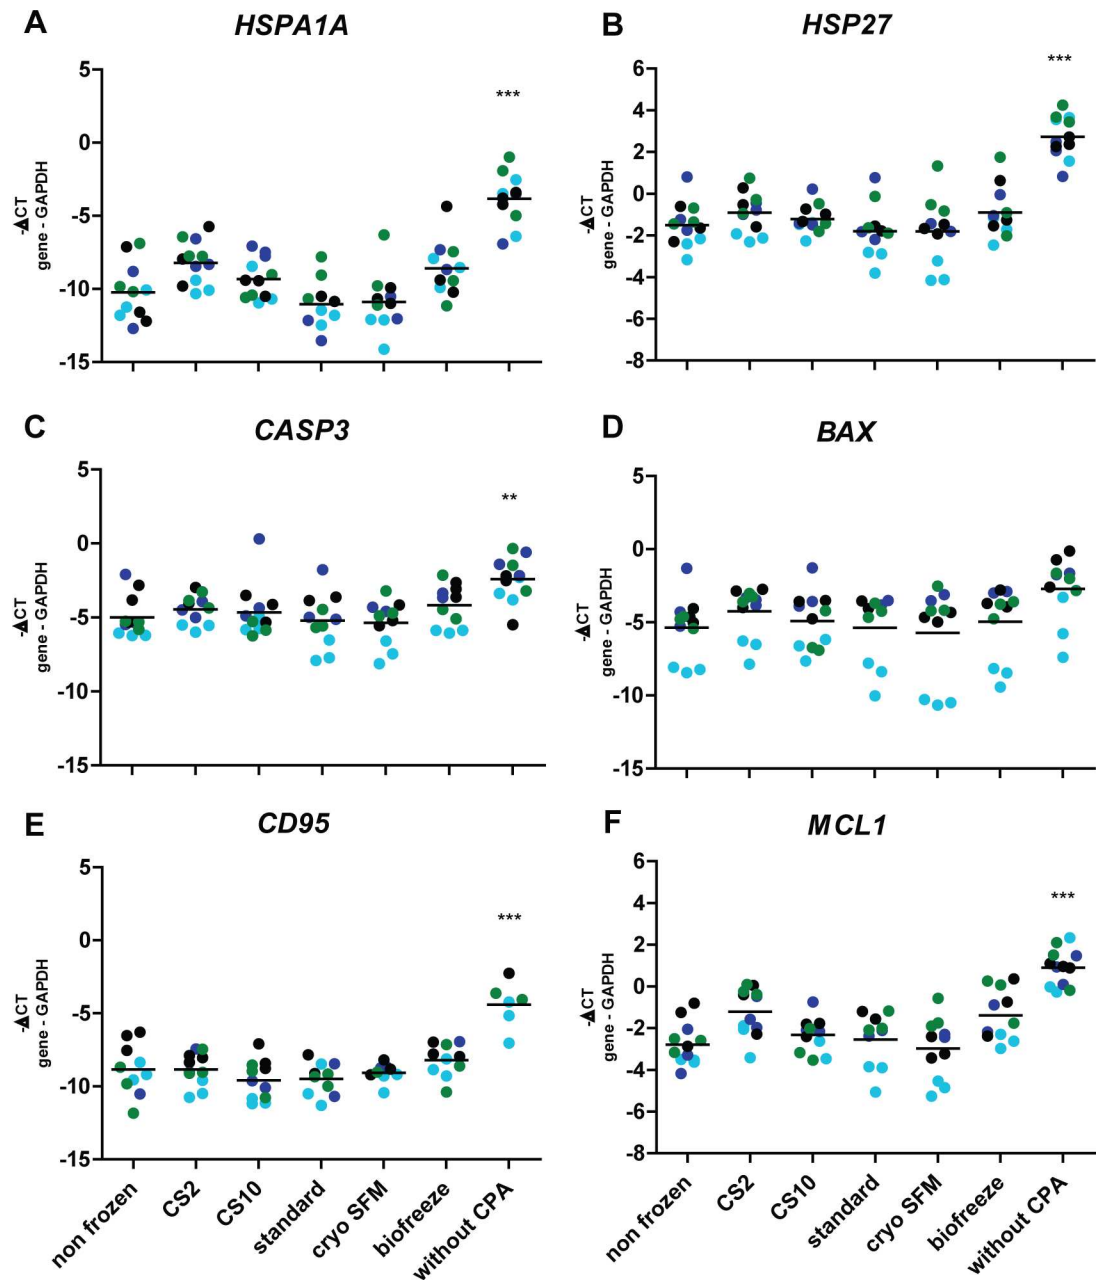 A
HSPA1A
5
0
-5
-10
-15
-ΔCT
gene - GAPDH
***
B
HSP27
6
4
2
0
-2
-4
-6
-8
-ΔCT
gene - GAPDH
***
C
CASP3
5
0
-5
-10
-15
-ΔCT
gene - GAPDH
**
D
BAX
5
0
-5
-10
-15
-ΔCT
gene - GAPDH
E
CD95
5
0
-5
-10
-15
-ΔCT
gene - GAPDH
***
non frozen
CS2
CS10
standard
cryo SFM
biofreeze
without CPA
F
MCL1
6
4
2
0
-2
-4
-6
-8
-ΔCT
gene - GAPDH
***
non frozen
CS2
CS10
standard
cryo SFM
biofreeze
without CPA